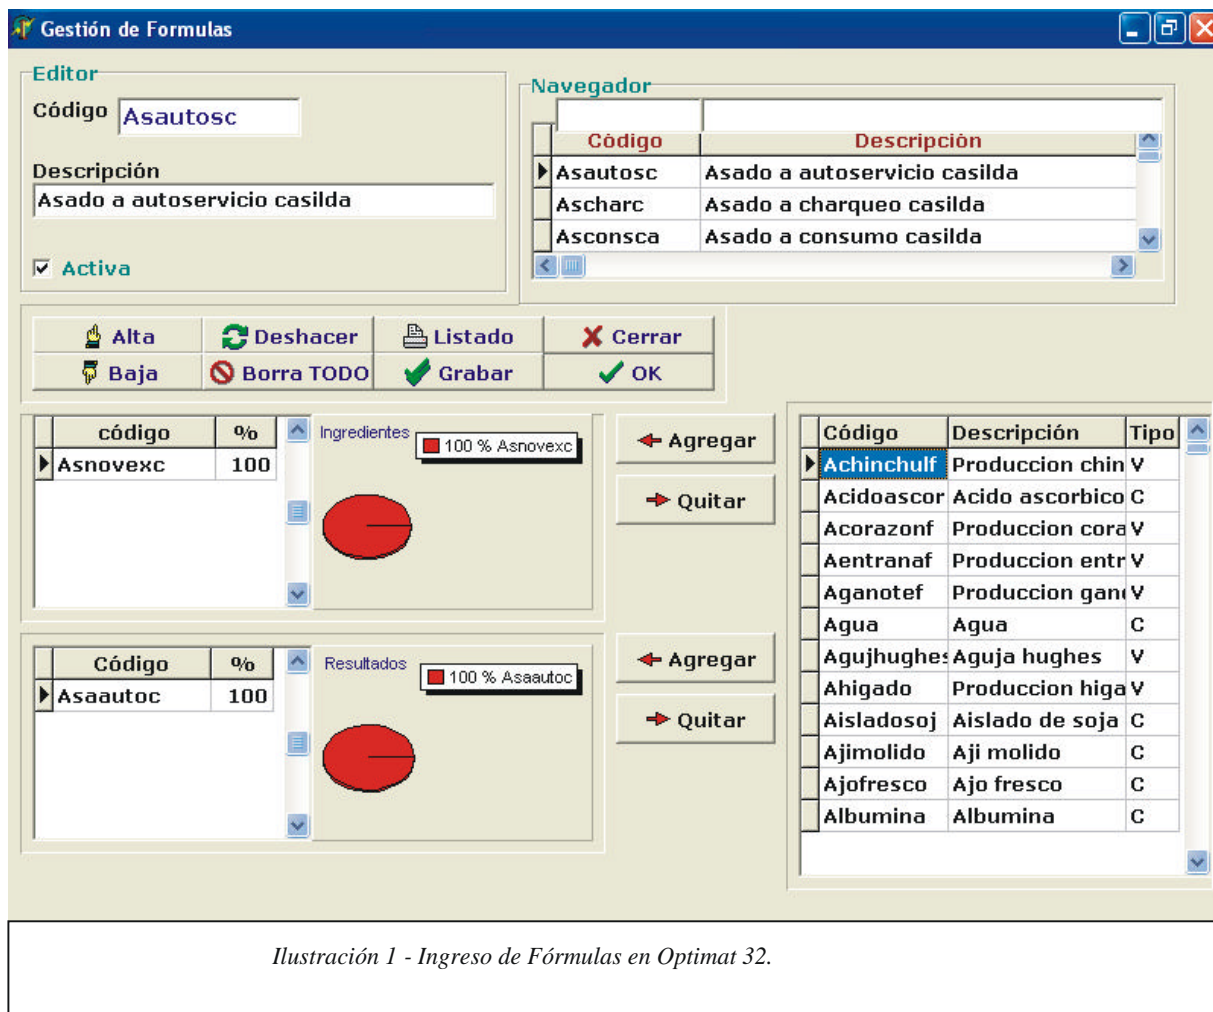 Gestión de Formulas
Editor
Código Asautosc
Descripción
Asado a autoservicio casilda
Activa
Navegador
Código Descripción
Asautosc Asado a autoservicio casilda
Ascharc Asado a charqueo casilda
Asconsca Asado a consumo casilda
Alta Deshacer Listado Cerrar
Baja Borra TODO Grabar OK
código %
Asnovexc 100
Ingredientes
100 % Asnovexc
Agregar
Quitar
Código %
Asaautoc 100
Resultados
100 % Asaautoc
Agregar
Quitar
Código Descripción Tipo
Achinchulf Produccion chin V
Acidoascor Acido ascorbico C
Acorazonf Produccion cora V
Aentranaf Produccion entr V
Aganotef Produccion gan V
Agua Agua C
Agujhughes Aguja hughes V
Ahigado Produccion higa V
Aisladosoj Aislado de soja C
Ajimolido Aji molido C
Ajofresco Ajo fresco C
Albumina Albumina C
Ilustración 1 - Ingreso de Fórmulas en Optimat 32.